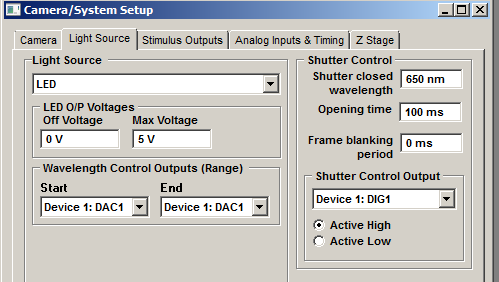 Camera/System Setup
Camera Light Source Stimulus Outputs Analog Inputs & Timing Z Stage
Light Source
LED
LED O/P Voltages
Off Voltage Max Voltage
0 V 5 V
Wavelength Control Outputs (Range)
Start End
Device 1: DAC1 Device 1: DAC1
Shutter Control
Shutter closed
wavelength 650 nm
Opening time 100 ms
Frame blanking
period 0 ms
Shutter Control Output
Device 1: DIG1
Active High
Active Low